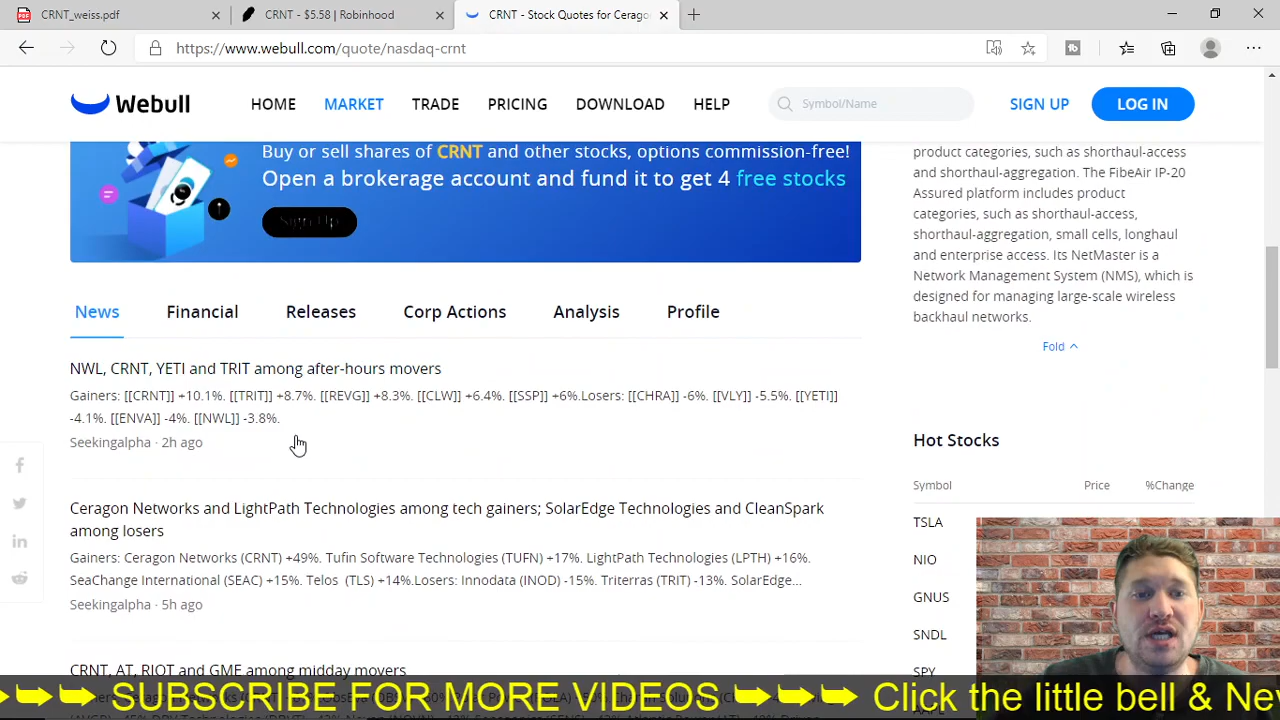 CRNT_weiss.pdf
CRNT - $5.58 | Robinhood
CRNT - Stock Quotes for Cerago
https://www.webull.com/quote/nasdaq-crnt
Webull
HOME
MARKET
TRADE
PRICING
DOWNLOAD
HELP
Symbol/Name
SIGN UP
LOG IN
Buy or sell shares of CRNT and other stocks, options commission-free!
Open a brokerage account and fund it to get 4 free stocks
Sign Up
product categories, such as shorthaul-access
and shorthaul-aggregation. The FibeAir IP-20
Assured platform includes product
categories, such as shorthaul-access,
shorthaul-aggregation, small cells, longhaul
and enterprise access. Its NetMaster is a
Network Management System (NMS), which is
designed for managing large-scale wireless
backhaul networks.
Fold
News
Financial
Releases
Corp Actions
Analysis
Profile
NWL, CRNT, YETI and TRIT among after-hours movers
Gainers: [[CRNT]] +10.1%. [[TRIT]] +8.7%. [[REVG]] +8.3%. [[CLW]] +6.4%. [[SSP]] +6%.Losers: [[CHRA]] -6%. [[VLY]] -5.5%. [[YETI]]
-4.1%. [[ENVA]] -4%. [[NWL]] -3.8%.
Seekingalpha · 2h ago
Ceragon Networks and LightPath Technologies among tech gainers; SolarEdge Technologies and CleanSpark
among losers
Gainers: Ceragon Networks (CRNT) +49%. Tufin Software Technologies (TUFN) +17%. LightPath Technologies (LPTH) +16%.
SeaChange International (SEAC) +15%. Telos (TLS) +14%.Losers: Innodata (INOD) -15%. Triterras (TRIT) -13%. SolarEdge...
Seekingalpha · 5h ago
CRNT, AT, RIOT and GME among midday movers
Hot Stocks
Symbol
Price
%Change
TSLA
NIO
GNUS
SNDL
SPY
SUBSCRIBE FOR MORE VIDEOS
Click the little bell & Ne